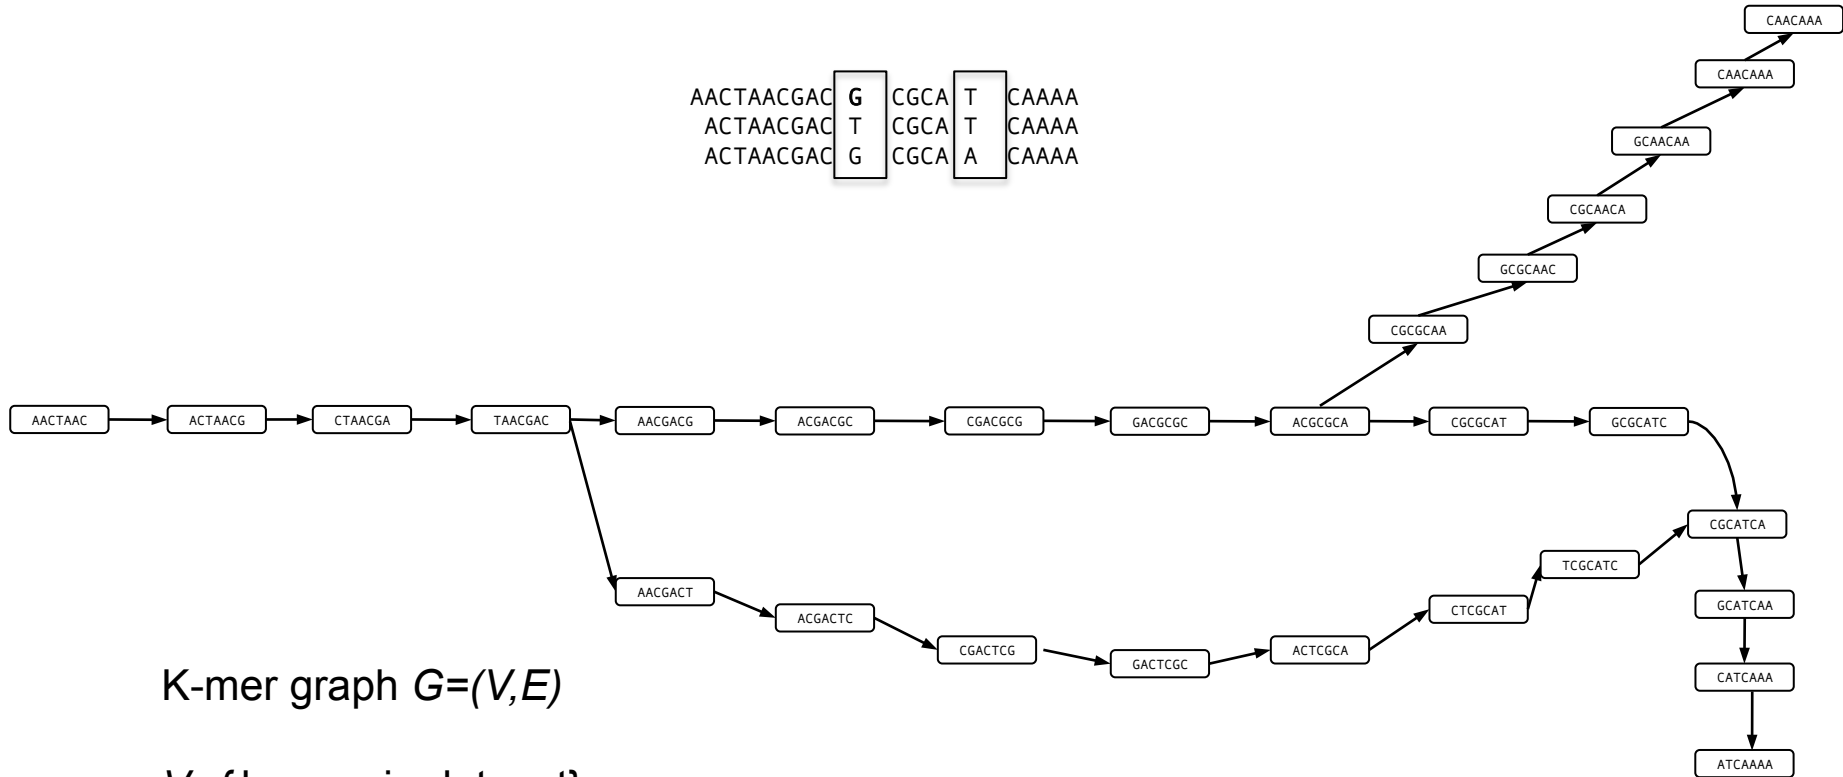 CAACAAA
CAACAAA
AACTAACGAC G CGCA T CAAAA
ACTAACGAC T CGCA T CAAAA
ACTAACGAC G CGCA A CAAAA
GCAACAA
CGCAACA
GCGCAAC
CGCGCAA
AACTAAC ACTAACG CTAACGA TAACGAC AACGACG ACGACGC CGACGCG GACGCGC ACGCGCA CGCGCAT GCGCATC
CGCATCA
TCGCATC
AACGACT
CTCGCAT
GCATCAA
ACGACTC
CGACTCG
ACTCGCA
GACTCGC
CATCAAA
K-mer graph G=(V,E)
ATCAAAA